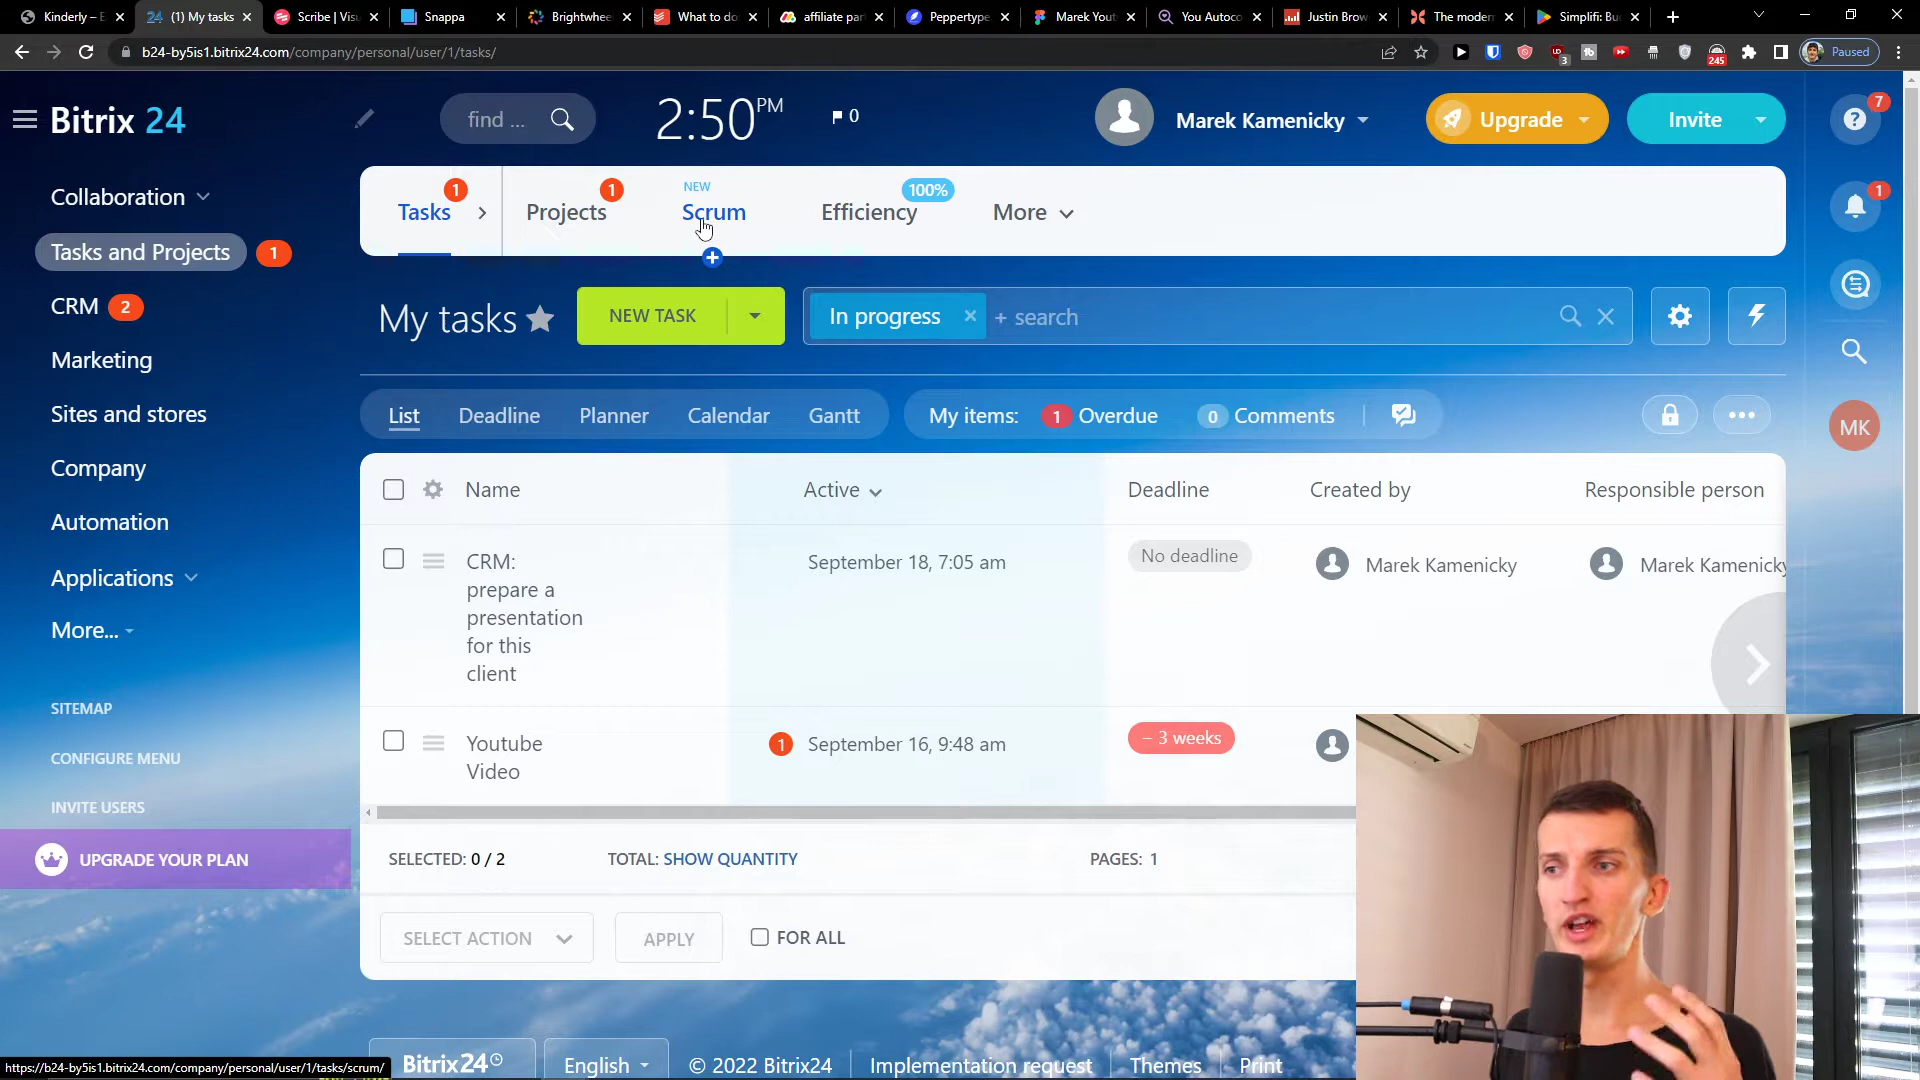 Kinderly – E
24 (1) My tasks
Scribe | Visu
Snappa
Brightwhee
What to do
affiliate par
Peppertype
Marek Yout
You Autoco
Justin Brow
The modern
Simplifi: Bu
b24-by5is1.bitrix24.com/company/personal/user/1/tasks/
3
245
Paused
Bitrix 24
find ...
2:50 PM
0
Marek Kamenicky
Upgrade
Invite
7
Collaboration
Tasks and Projects 1
CRM 2
Marketing
Sites and stores
Company
Automation
Applications
More...
SITEMAP
CONFIGURE MENU
INVITE USERS
UPGRADE YOUR PLAN
Tasks 1
Projects 1
NEW
Scrum
Efficiency 100%
More
1
My tasks
NEW TASK
In progress
+ search
List
Deadline
Planner
Calendar
Gantt
My items:
1 Overdue
0 Comments
MK
Name
Active
Deadline
Created by
Responsible person
CRM:
prepare a
presentation
for this
client
September 18, 7:05 am
No deadline
Marek Kamenicky
Marek Kamenicky
Youtube
Video
1 September 16, 9:48 am
– 3 weeks
SELECTED: 0 / 2
TOTAL: SHOW QUANTITY
PAGES: 1
SELECT ACTION
APPLY
FOR ALL
Bitrix24
English
© 2022 Bitrix24
Implementation request
Themes
Print
https://b24-by5is1.bitrix24.com/company/personal/user/1/tasks/scrum/